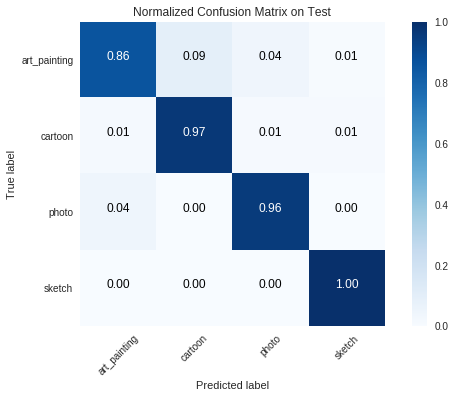 Normalized Confusion Matrix on Test
True label
art_painting 0.86 0.09 0.04 0.01
cartoon 0.01 0.97 0.01 0.01
photo 0.04 0.00 0.96 0.00
sketch 0.00 0.00 0.00 1.00
art_painting cartoon photo sketch
Predicted label
1.0
0.8
0.6
0.4
0.2
0.0